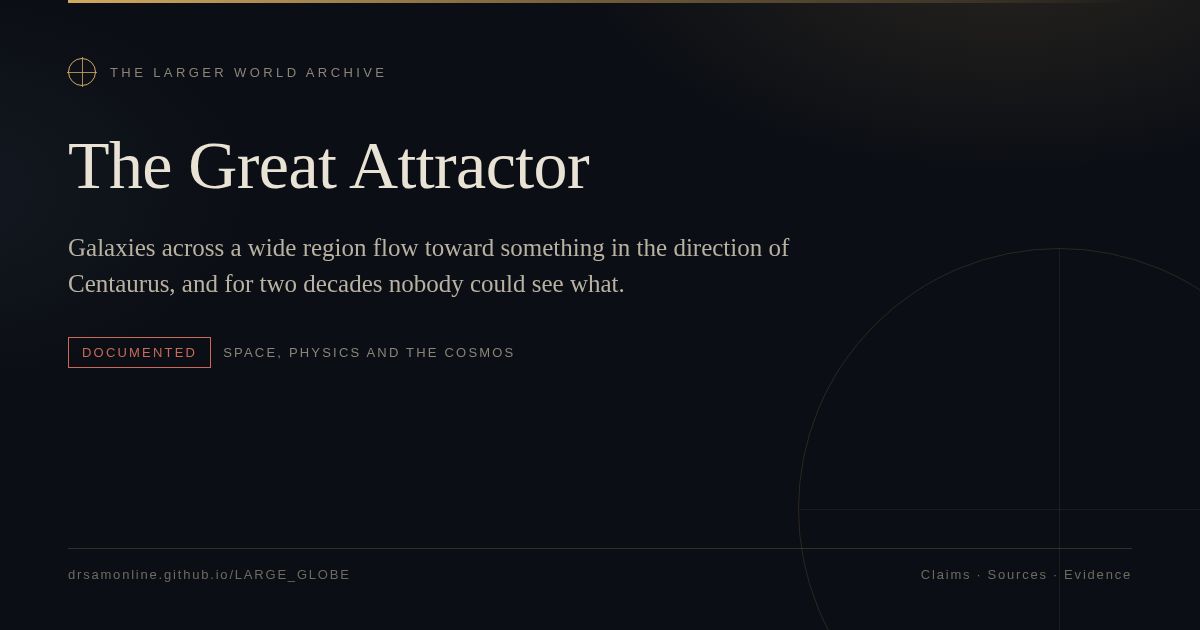 THE LARGER WORLD ARCHIVE
The Great Attractor
Galaxies across a wide region flow toward something in the direction of
Centaurus, and for two decades nobody could see what.
DOCUMENTED SPACE, PHYSICS AND THE COSMOS
drsamonline.github.io/LARGE_GLOBE Claims · Sources · Evidence